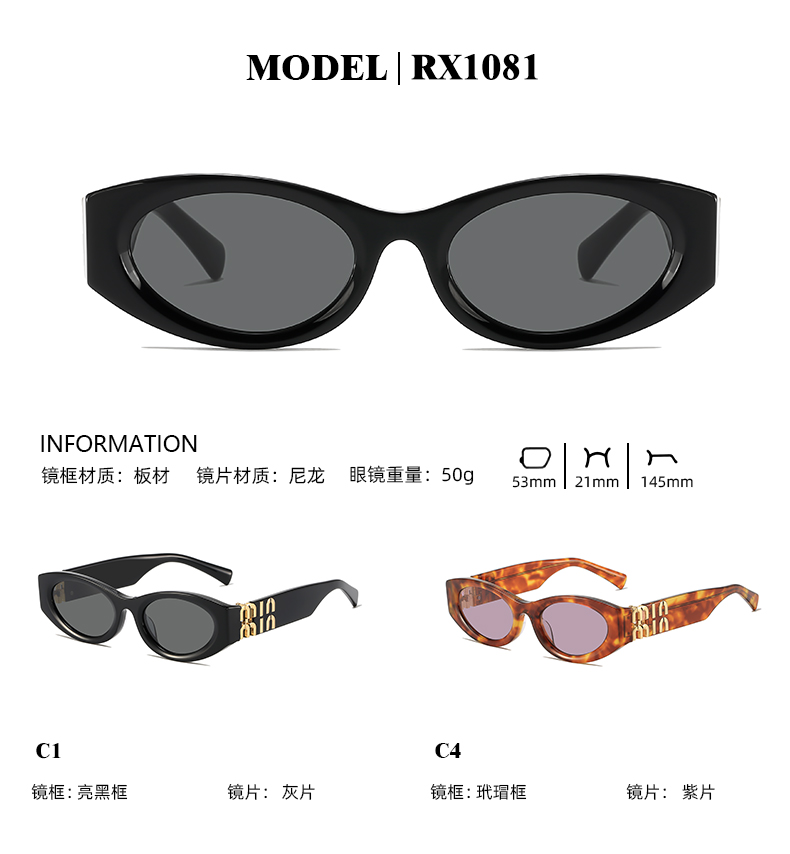 MODEL | RX1081
INFORMATION
镜框材质：板材 镜片材质：尼龙 眼镜重量：50g
53mm 21mm 145mm
C1 C4
镜框：亮黑框 镜片： 灰片 镜框：玳瑁框 镜片： 紫片